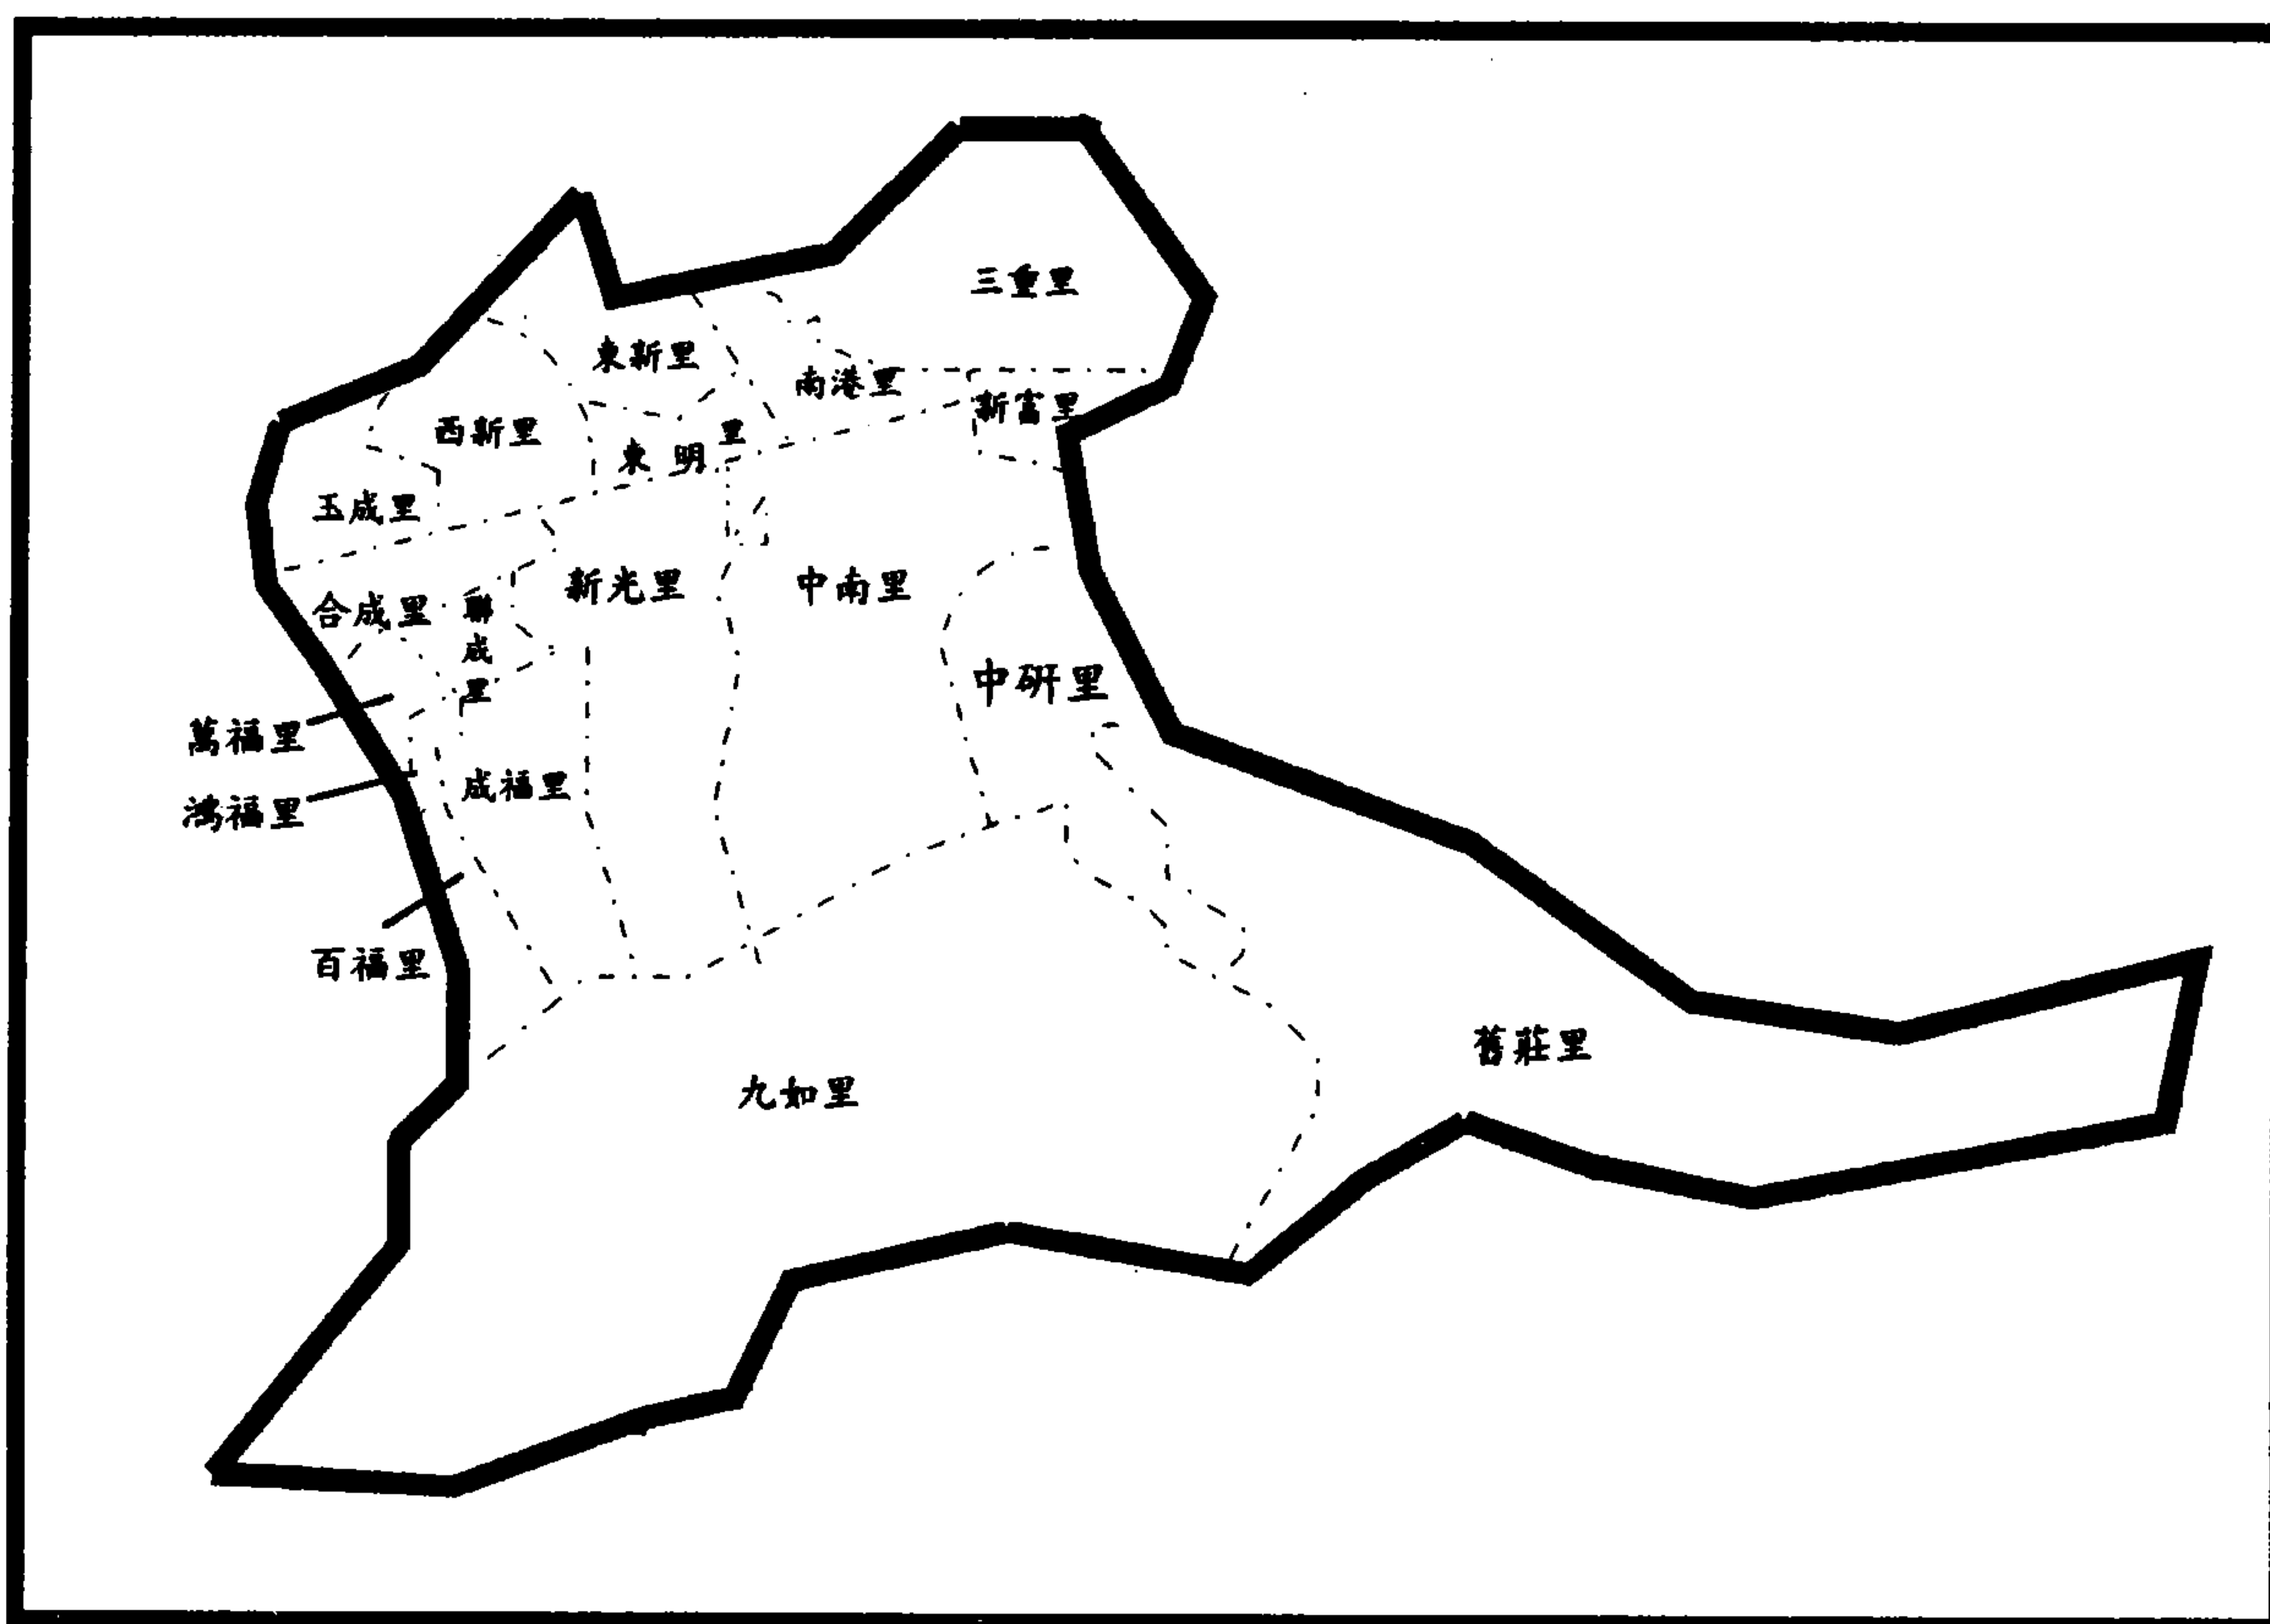 三重里
東新里
南港里
新富里
西新里
東明里
玉成里
合成里
聯成里
新光里
中南里
中研里
萬福里
鴻福里
成福里
百福里
舊莊里
九如里